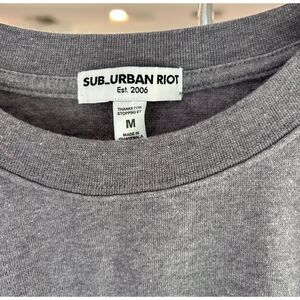 SUB_URBAN RIOT
Est. 2006
THANKS FOR
STOPPING BY
M
MADE IN
GUATEMALA